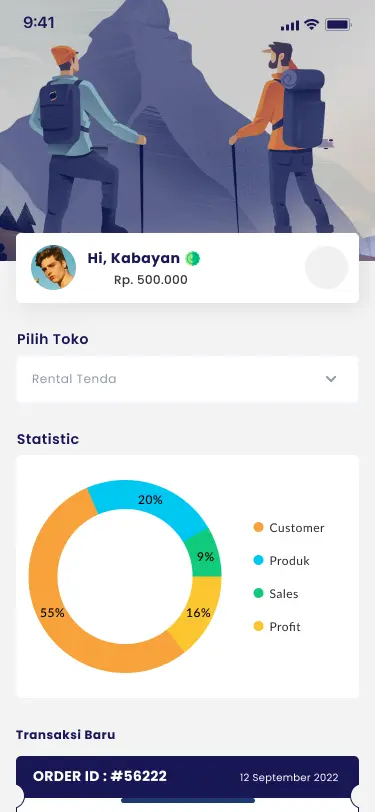 9:41
Hi, Kabayan
Rp. 500.000
Pilih Toko
Rental Tenda
Statistic
20%
9%
16%
55%
Customer
Produk
Sales
Profit
Transaksi Baru
ORDER ID : #56222 12 September 2022